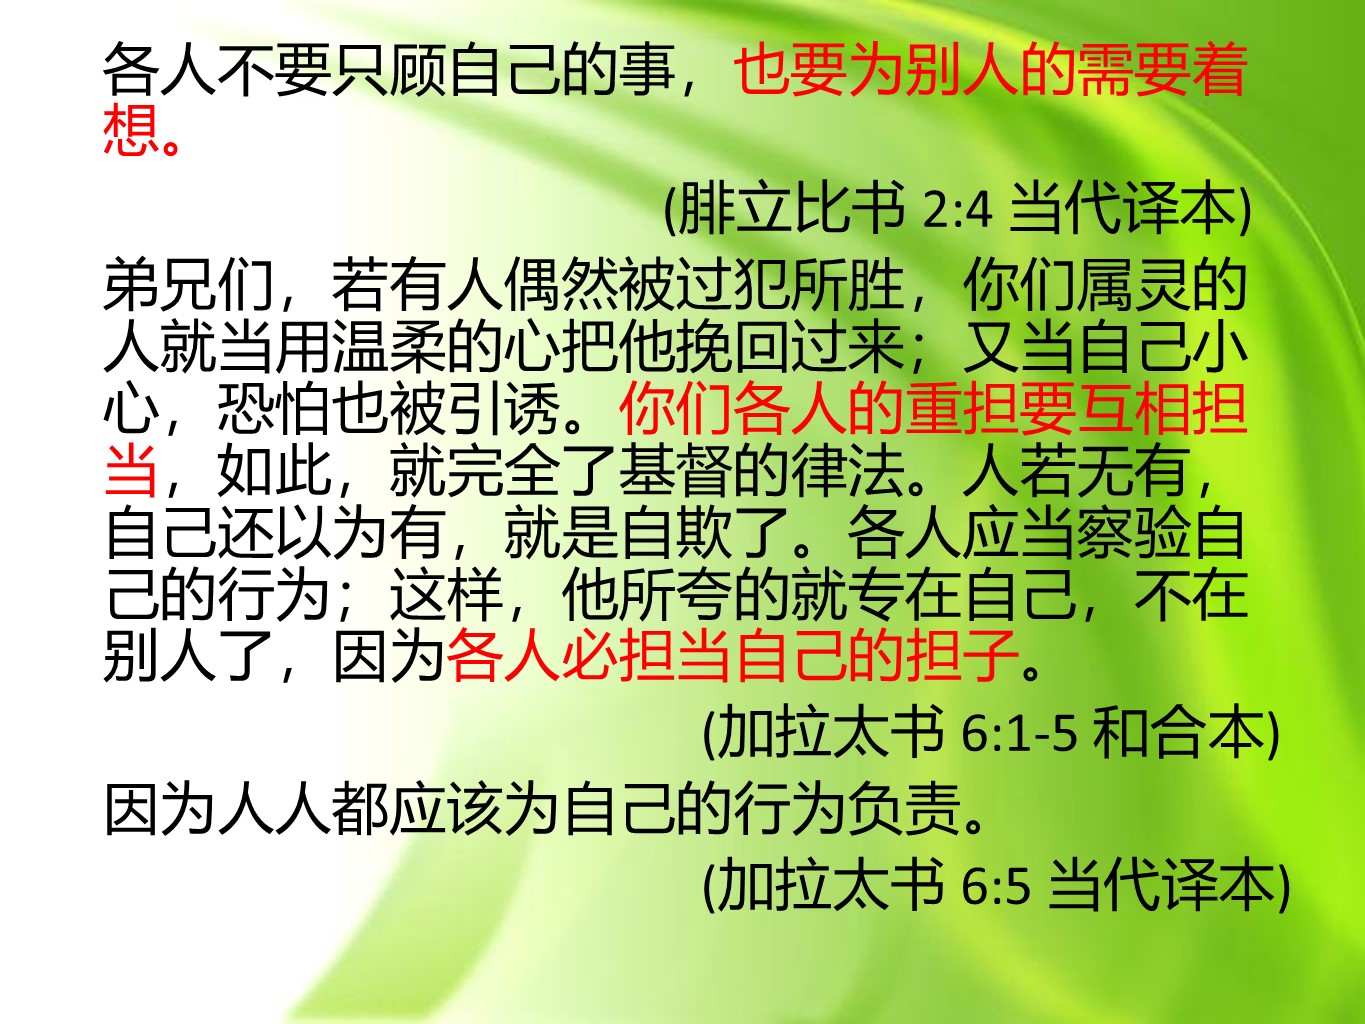 各人不要只顾自己的事，也要为别人的需要着
想。
(腓立比书 2:4 当代译本)
弟兄们，若有人偶然被过犯所胜，你们属灵的
人就当用温柔的心把他挽回过来；又当自己小
心，恐怕也被引诱。你们各人的重担要互相担
当，如此，就完全了基督的律法。人若无有，
自己还以为有，就是自欺了。各人应当察验自
己的行为；这样，他所夸的就专在自己，不在
别人了，因为各人必担当自己的担子。
(加拉太书 6:1-5 和合本)
因为人人都应该为自己的行为负责。
(加拉太书 6:5 当代译本)